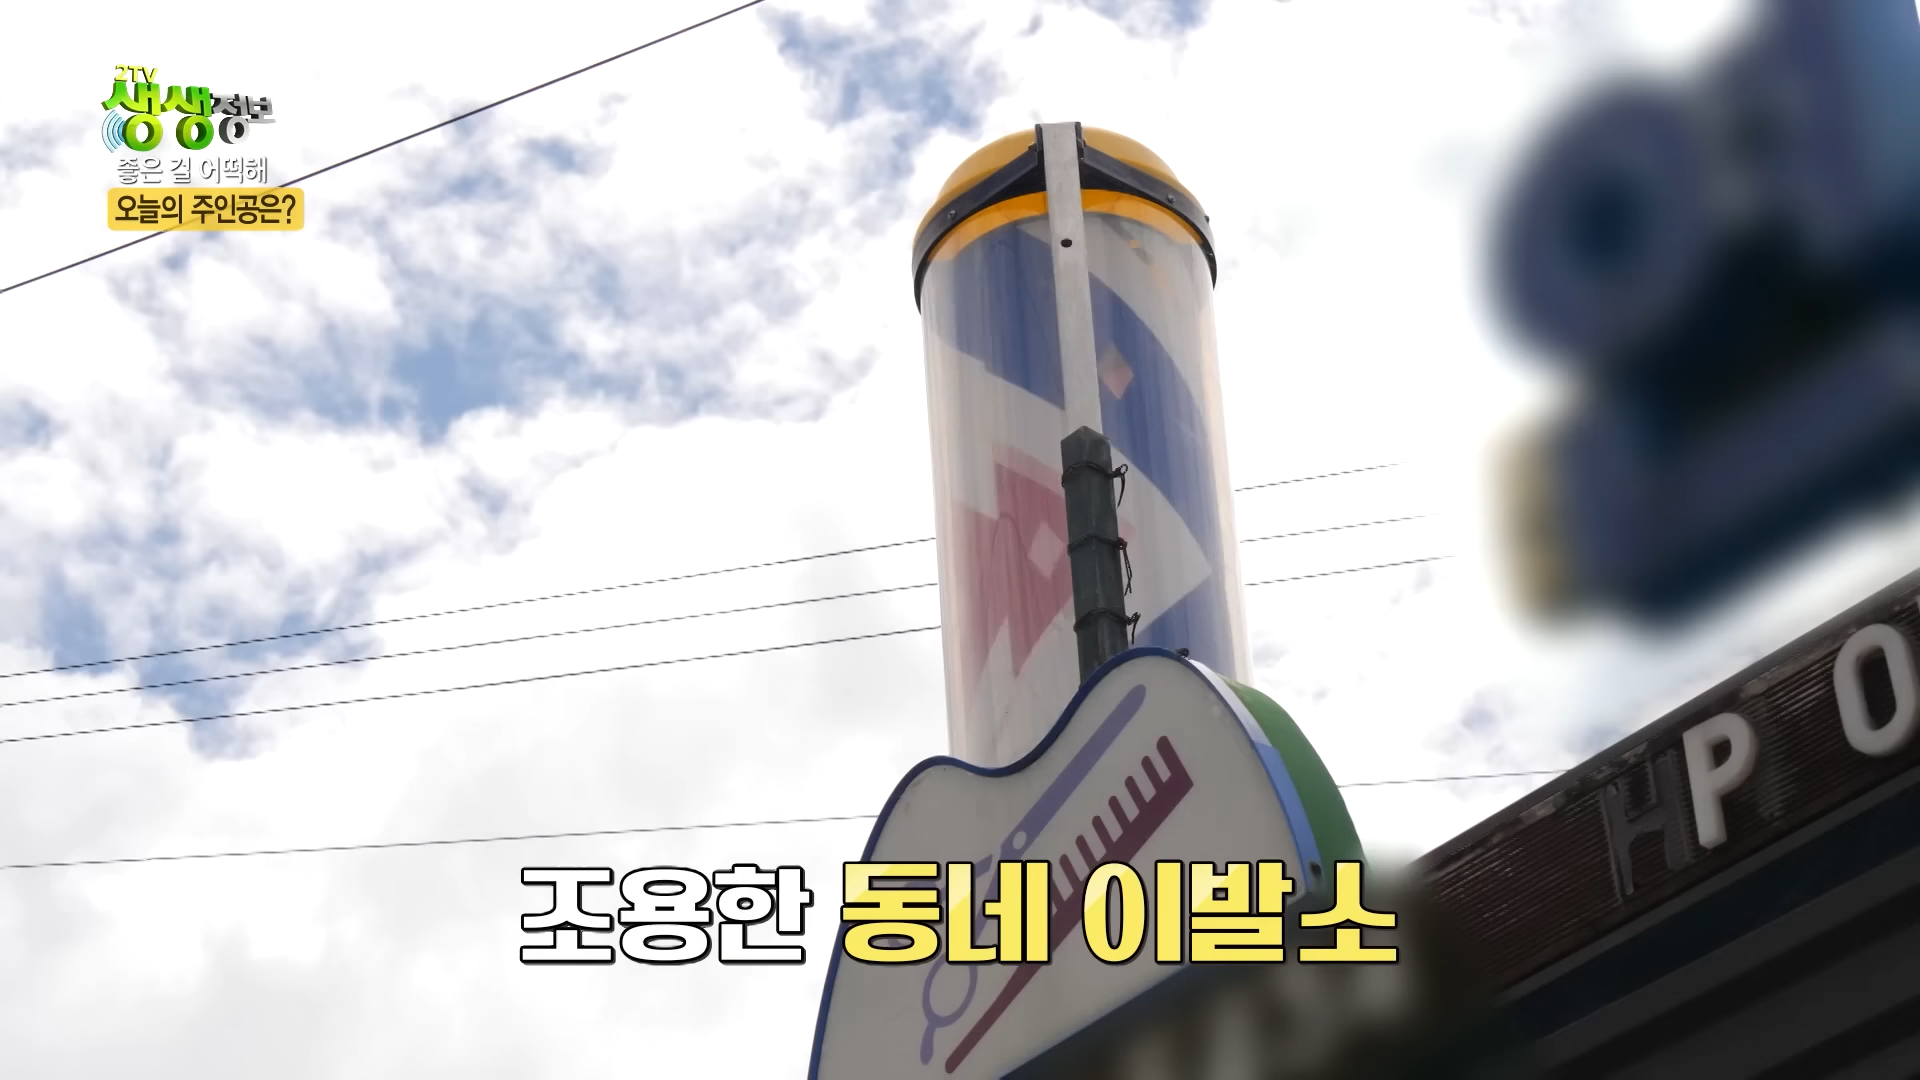 2TV
생생정보
좋은 걸 어떡해
오늘의 주인공은?
H P O
조용한 동네 이발소